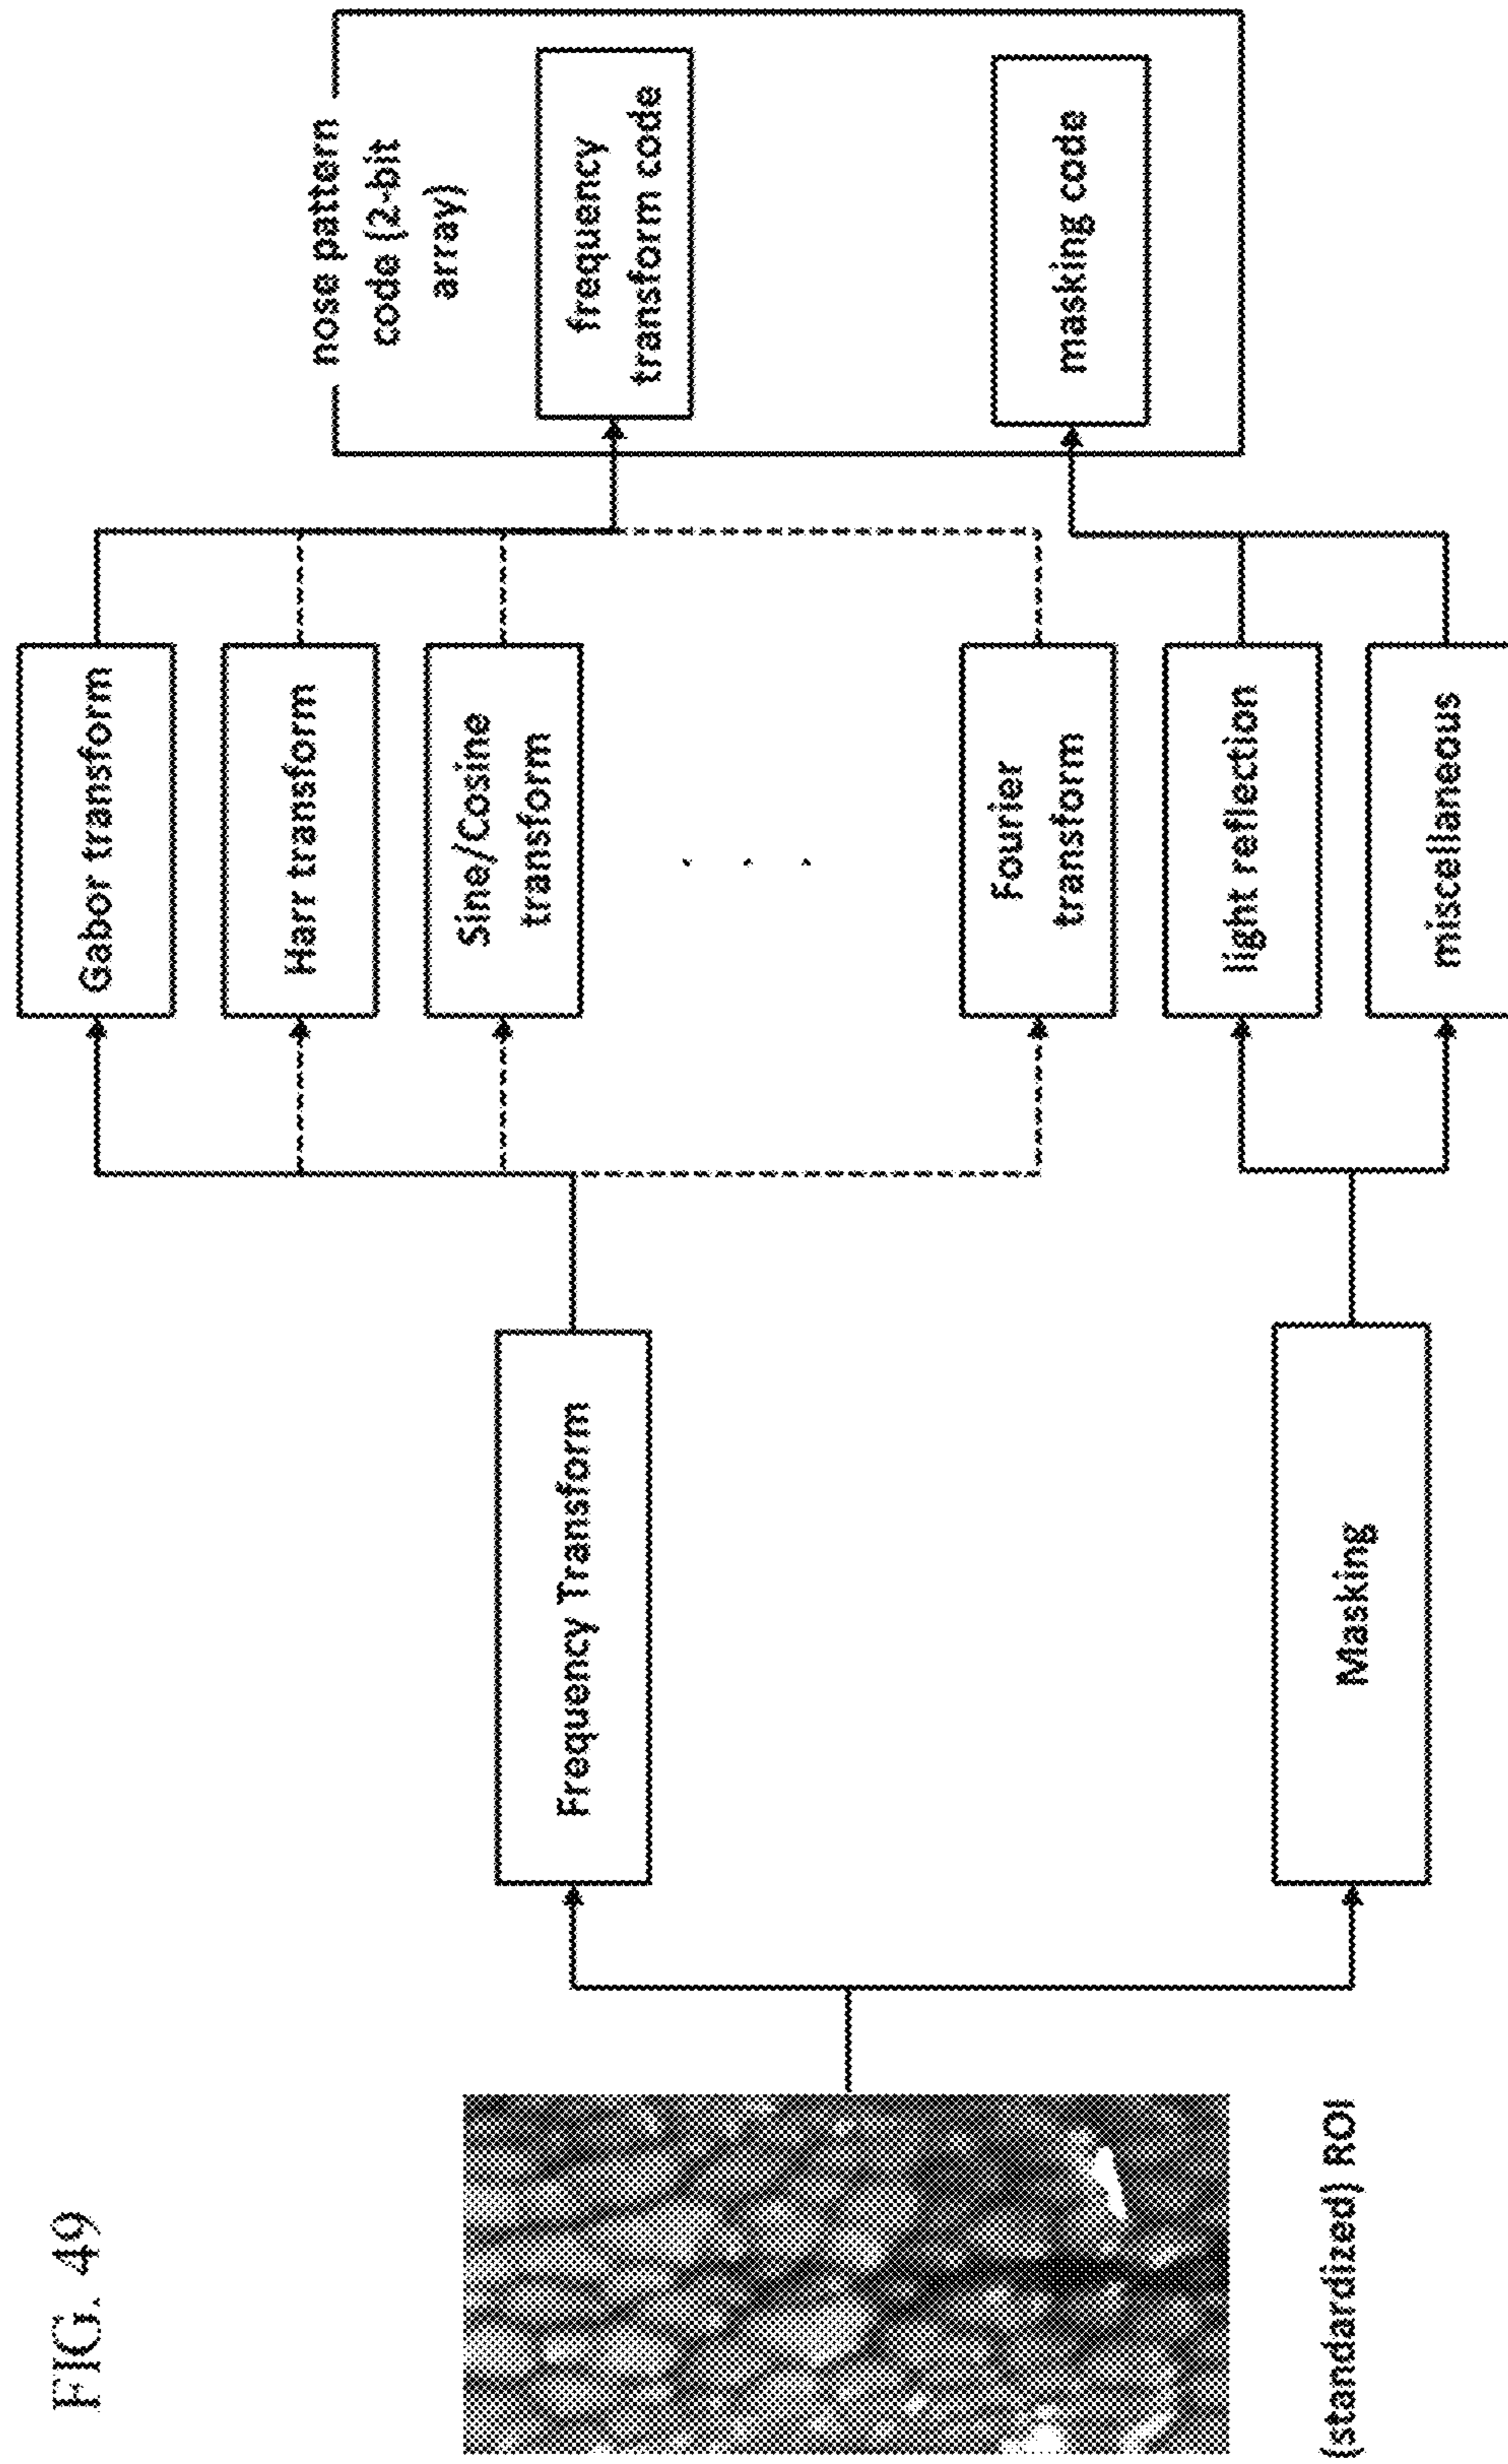 FIG. 49
(standardized) ROI
Frequency Transform
Masking
Gabor transform
Harr transform
Sine/Cosine
transform
. . .
Fourier
transform
light reflection
miscellaneous
nose pattern
code (2-bit
array)
frequency
transform code
masking code